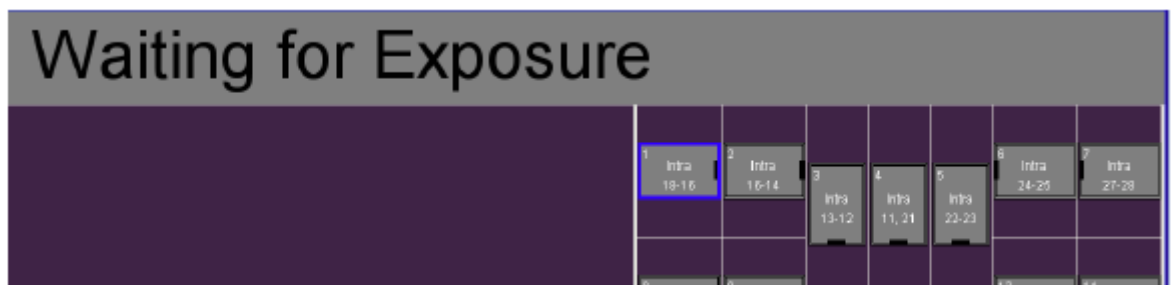 Waiting for Exposure
1 Intra 18-16
2 Intra 16-14
3 Intra 13-12
4 Intra 11, 21
5 Intra 22-23
6 Intra 24-25
7 Intra 27-28